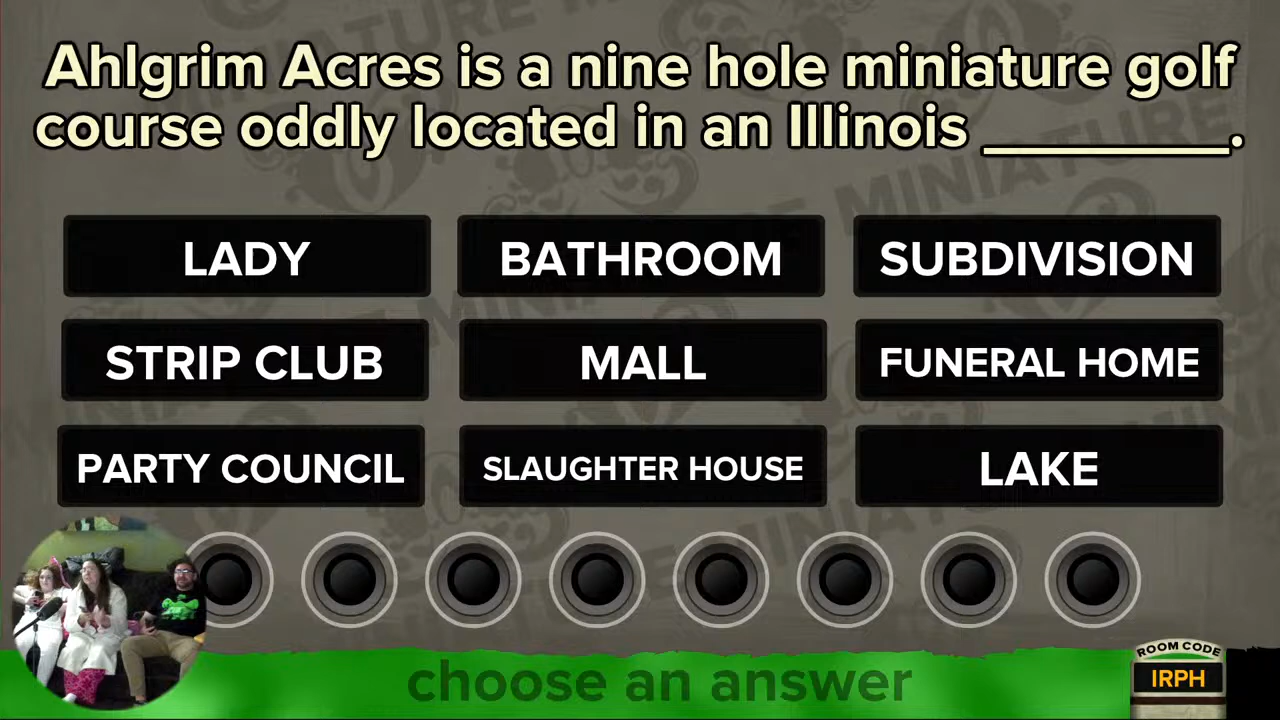 Ahlgrim Acres is a nine hole miniature golf
course oddly located in an Illinois ________.
LADY
BATHROOM
SUBDIVISION
STRIP CLUB
MALL
FUNERAL HOME
PARTY COUNCIL
SLAUGHTER HOUSE
LAKE
choose an answer
ROOM CODE
IRPH